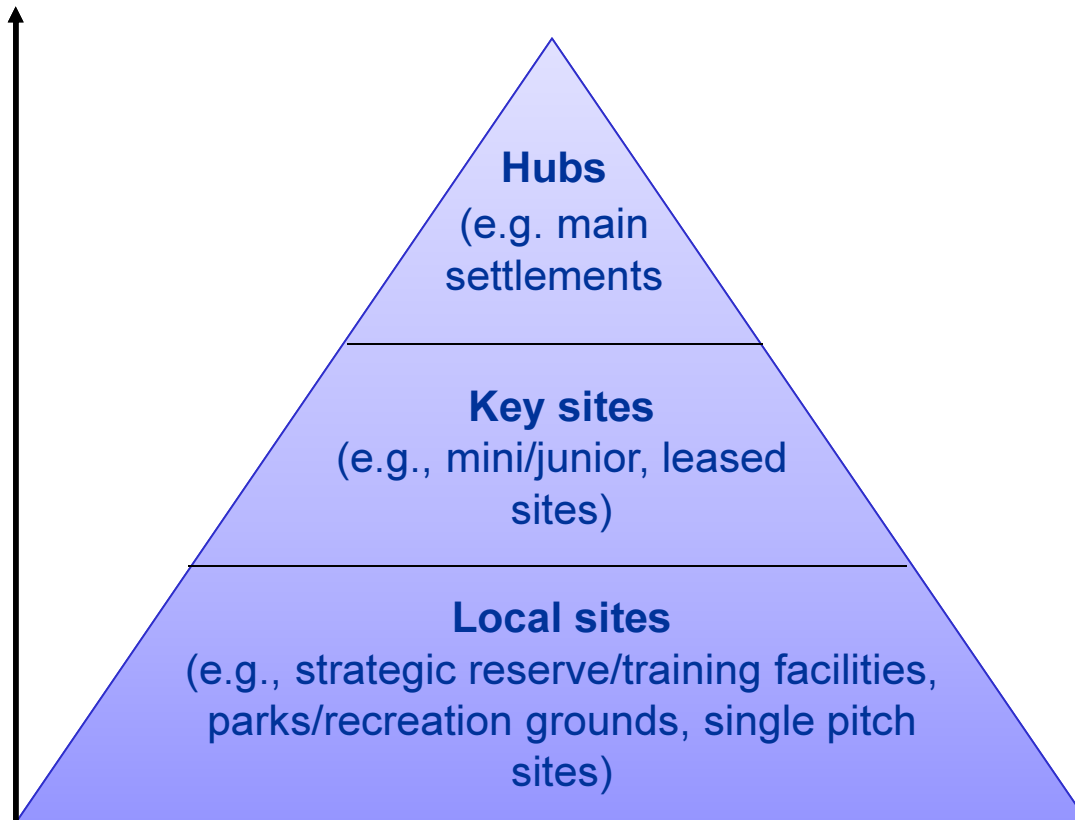 Hubs
(e.g. main
settlements
Key sites
(e.g., mini/junior, leased
sites)
Local sites
(e.g., strategic reserve/training facilities,
parks/recreation grounds, single pitch
sites)